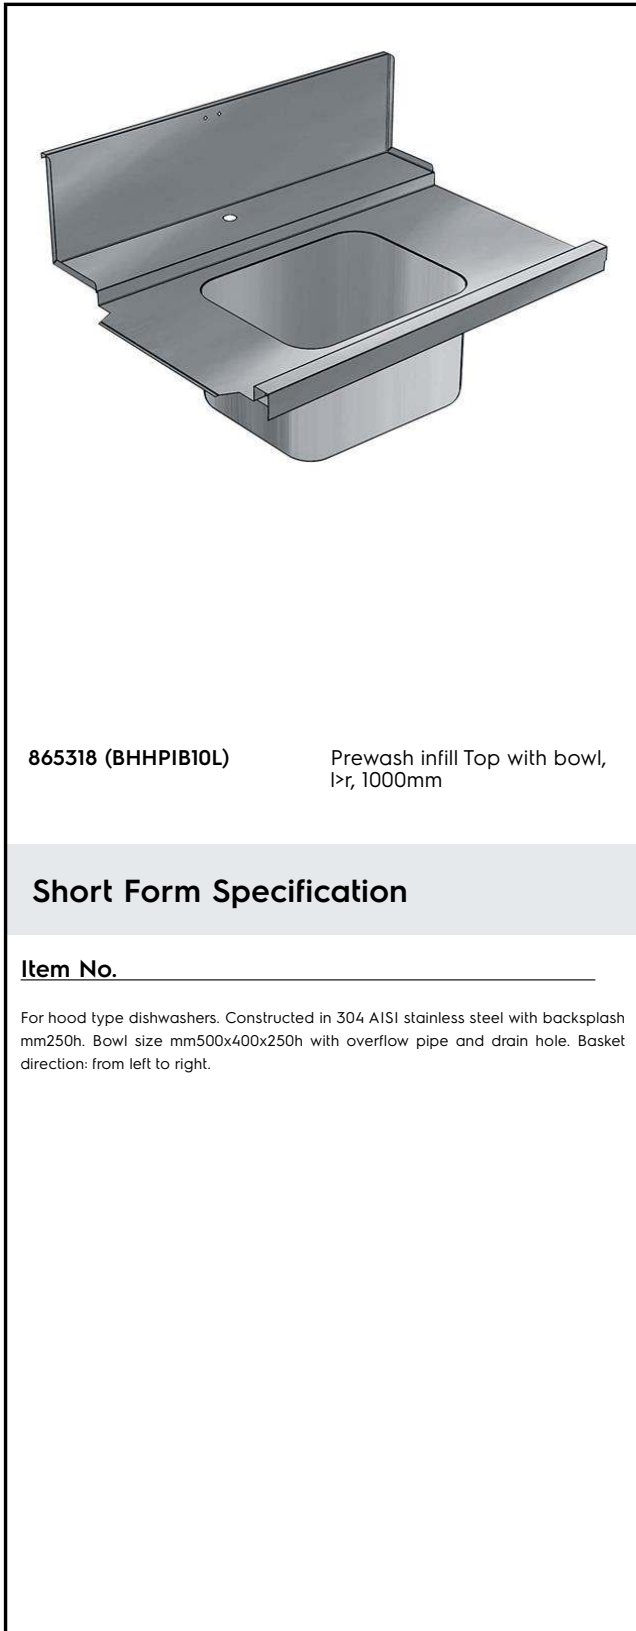 865318 (BHHPIB10L)
Prewash infill Top with bowl,
l>r, 1000mm
Short Form Specification
Item No.
For hood type dishwashers. Constructed in 304 AISI stainless steel with backsplash
mm250h. Bowl size mm500x400x250h with overflow pipe and drain hole. Basket
direction: from left to right.